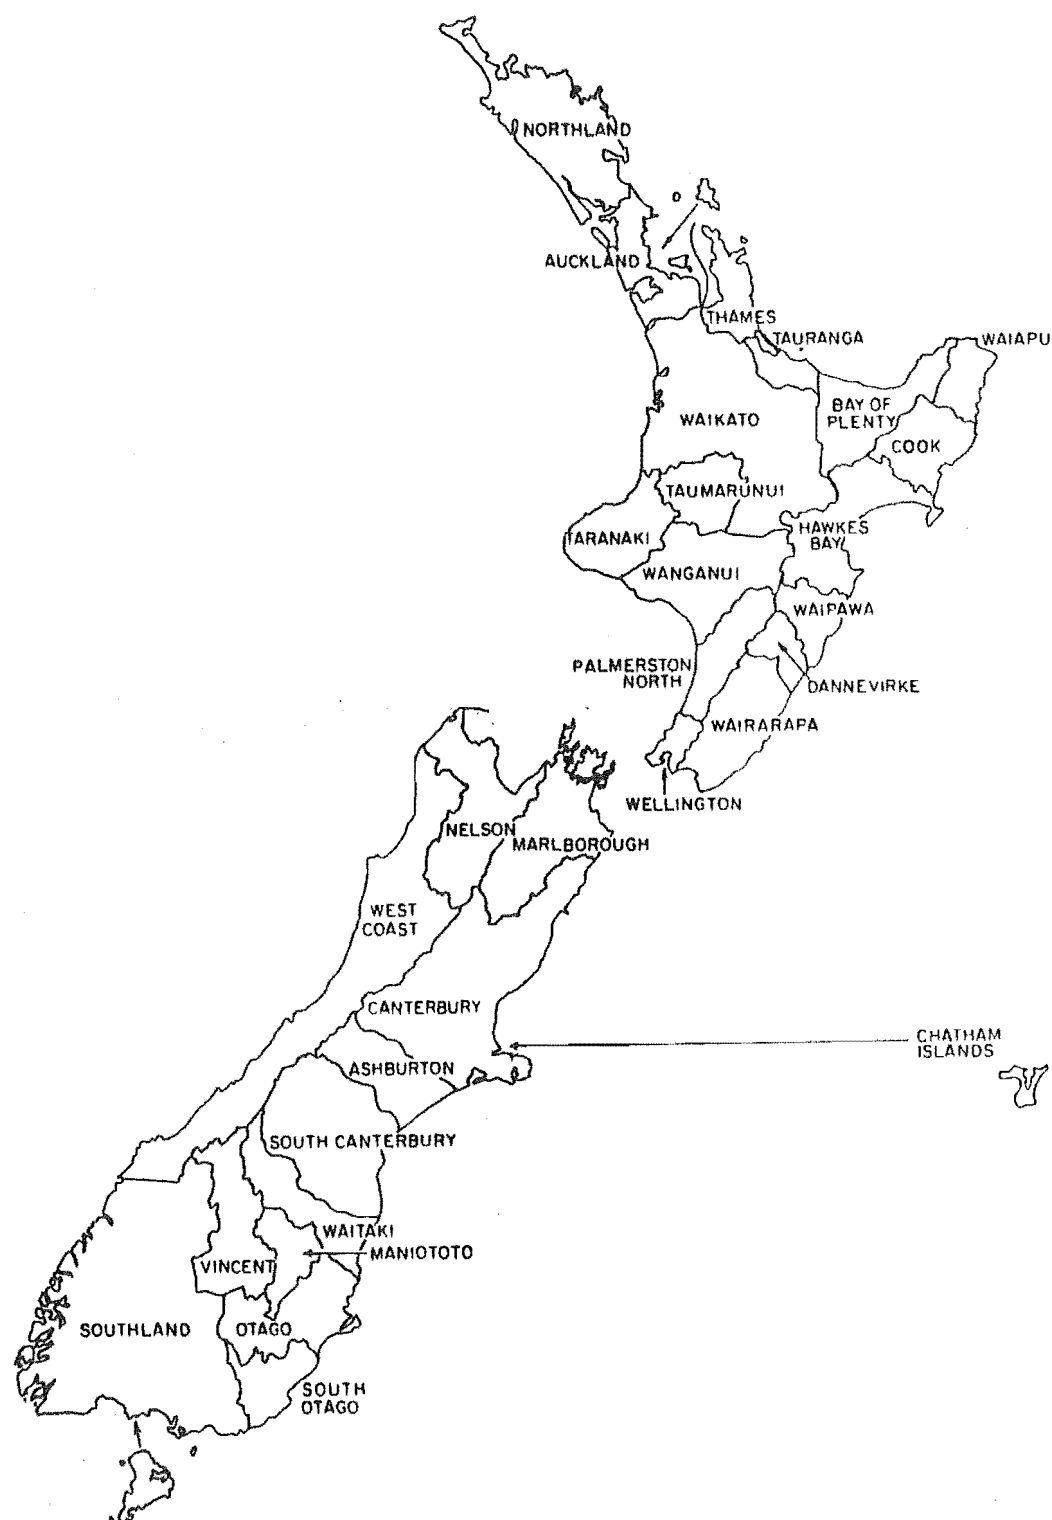 NORTHLAND
AUCKLAND
THAMES
TAURANGA
WAIAPU
BAY OF
PLENTY
WAIKATO
COOK
TAUMARUNUI
TARANAKI
HAWKES
BAY
WANGANUI
WAIPAWA
PALMERSTON
NORTH
DANNEVIRKE
WAIRARAPA
WELLINGTON
NELSON
MARLBOROUGH
WEST
COAST
CANTERBURY
CHATHAM
ISLANDS
ASHBURTON
SOUTH CANTERBURY
WAITAKI
MANIOTOTO
VINCENT
SOUTHLAND
OTAGO
SOUTH
OTAGO